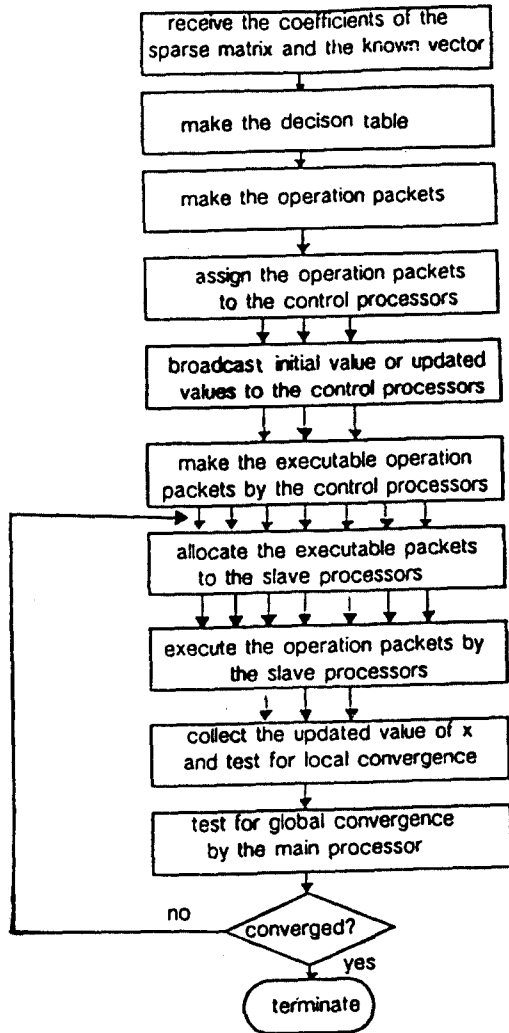 receive the coefficients of the
sparse matrix and the known vector
make the decison table
make the operation packets
assign the operation packets
to the control processors
broadcast initial value or updated
values to the control processors
make the executable operation
packets by the control processors
allocate the executable packets
to the slave processors
execute the operation packets by
the slave processors
collect the updated value of x
and test for local convergence
test for global convergence
by the main processor
no
converged?
yes
terminate